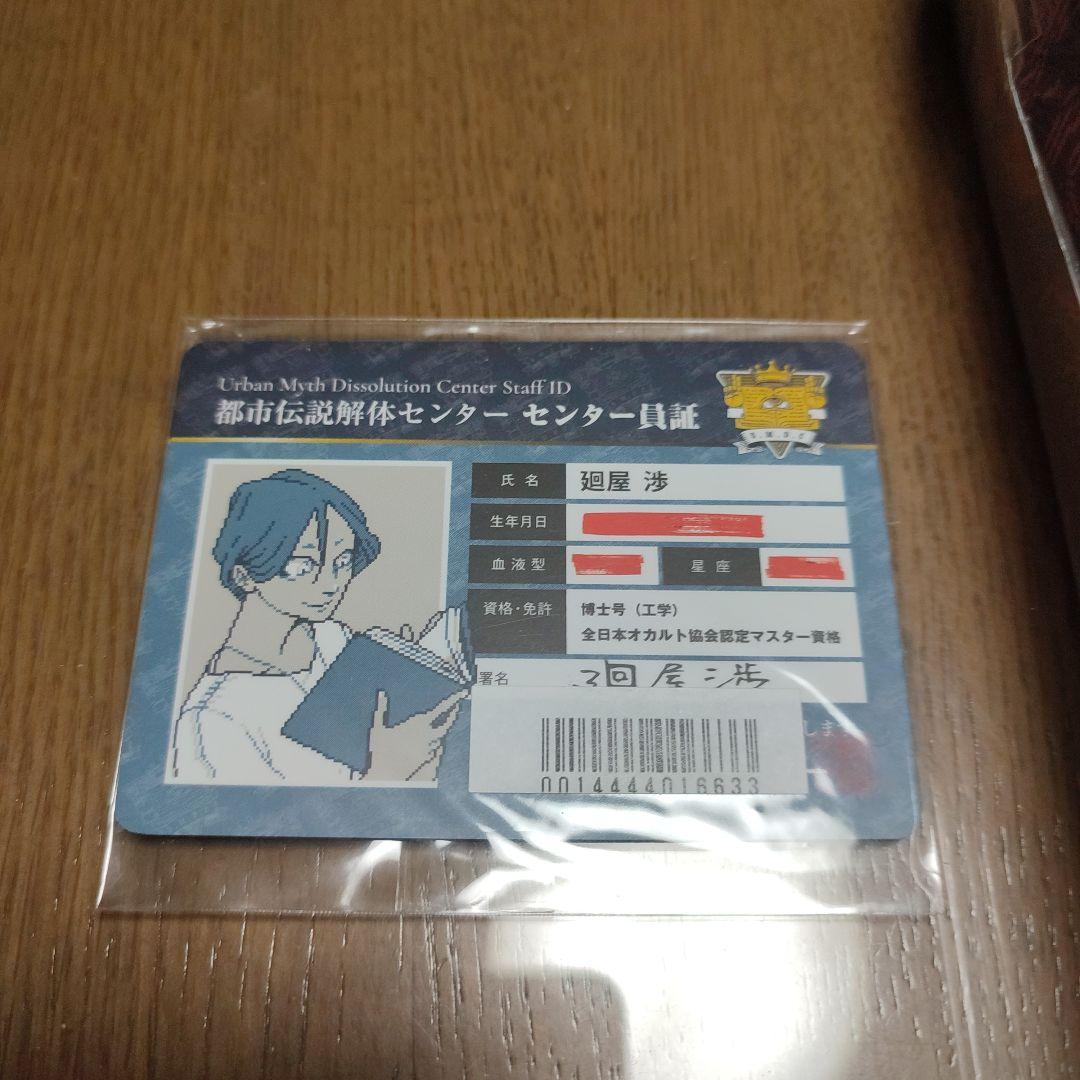 Urban Myth Dissolution Center Staff ID
都市伝説解体センター センター員証
氏名 廻屋 渉
生年月日
血液型 星座
資格・免許 博士号（工学）
全日本オカルト協会認定マスター資格
署名 廻屋渉
しま
0014444016633